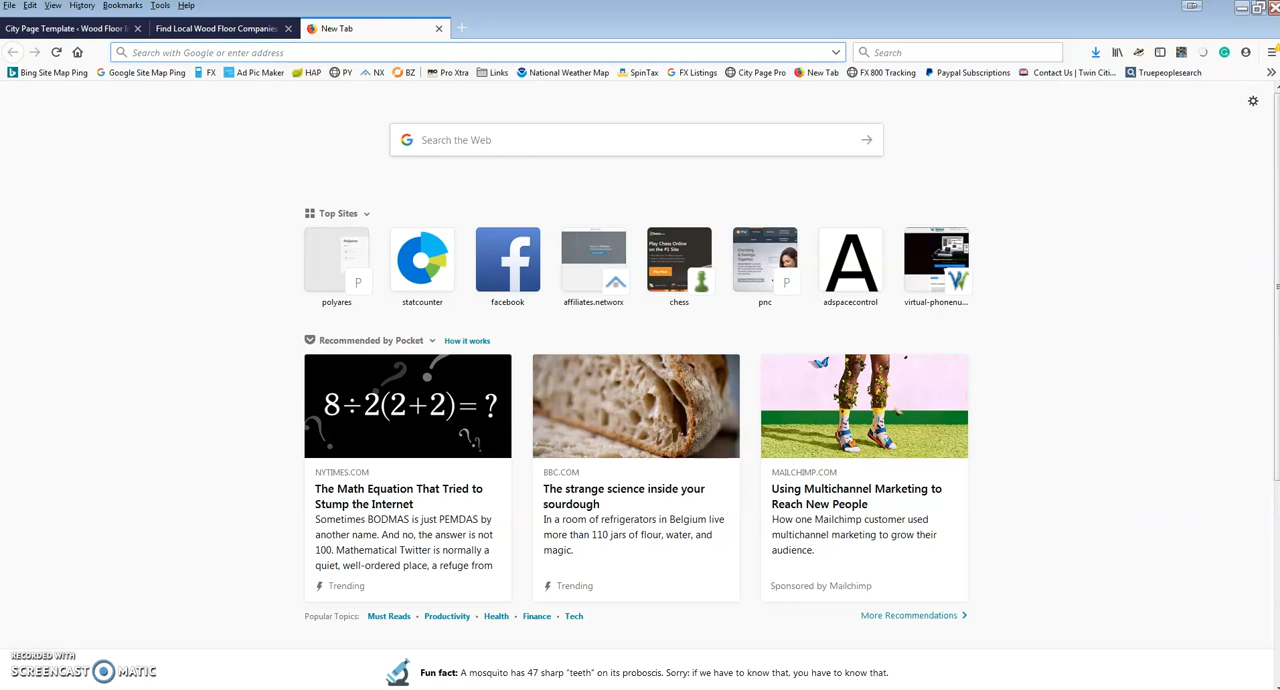 File Edit View History Bookmarks Tools Help
City Page Template ‹ Wood Floor I
Find Local Wood Floor Companies
New Tab
Search with Google or enter address
Search
Bing Site Map Ping Google Site Map Ping FX Ad Pic Maker HAP PY NX BZ Pro Xtra Links National Weather Map SpinTax FX Listings City Page Pro New Tab FX 800 Tracking Paypal Subscriptions Contact Us | Twin Citi... Truepeoplesearch
Search the Web
Top Sites
P
P
polyares statcounter facebook affiliates.networx chess pnc adspacecontrol virtual-phonenu...
Recommended by Pocket How it works
8÷2(2+2)=?
NYTIMES.COM
The Math Equation That Tried to
Stump the Internet
Sometimes BODMAS is just PEMDAS by
another name. And no, the answer is not
100. Mathematical Twitter is normally a
quiet, well-ordered place, a refuge from
Trending
BBC.COM
The strange science inside your
sourdough
In a room of refrigerators in Belgium live
more than 110 jars of flour, water, and
magic.
Trending
MAILCHIMP.COM
Using Multichannel Marketing to
Reach New People
How one Mailchimp customer used
multichannel marketing to grow their
audience.
Sponsored by Mailchimp
Popular Topics: Must Reads • Productivity • Health • Finance • Tech
More Recommendations
RECORDED WITH
SCREENCAST MATIC
Fun fact: A mosquito has 47 sharp "teeth" on its proboscis. Sorry: if we have to know that, you have to know that.